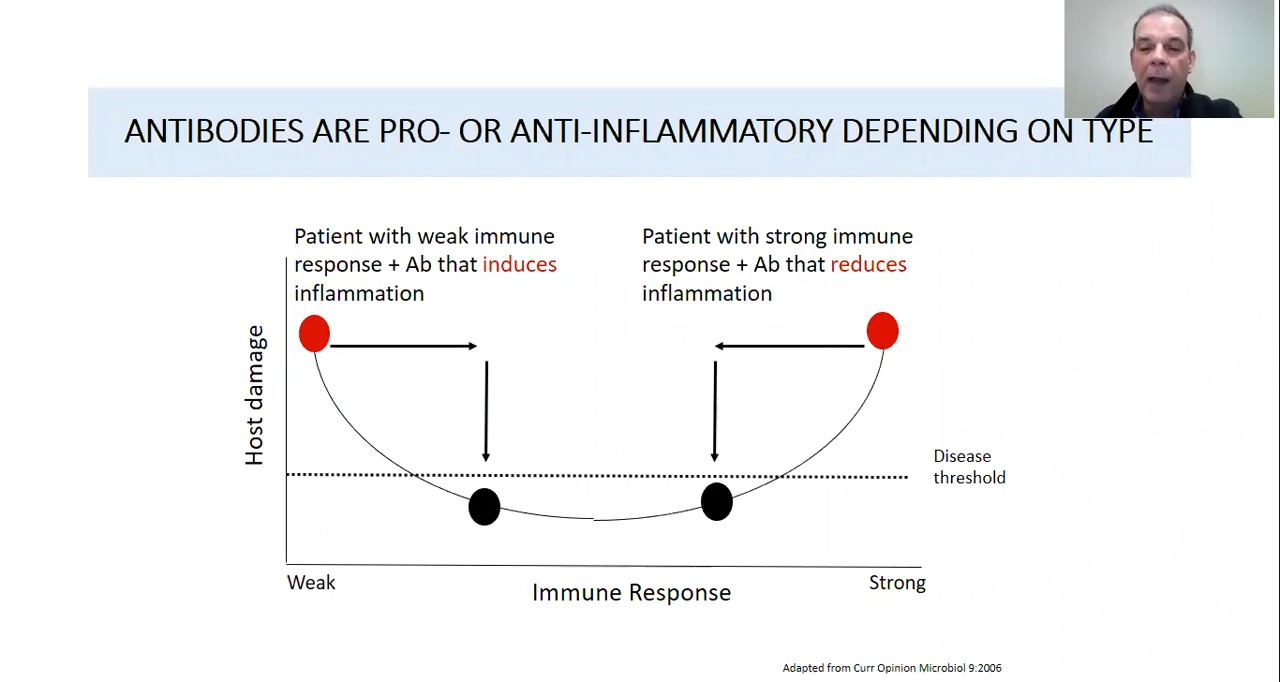 ANTIBODIES ARE PRO- OR ANTI-INFLAMMATORY DEPENDING ON TYPE
Patient with weak immune
response + Ab that induces
inflammation
Patient with strong immune
response + Ab that reduces
inflammation
Host damage
Disease
threshold
Weak
Strong
Immune Response
Adapted from Curr Opinion Microbiol 9:2006